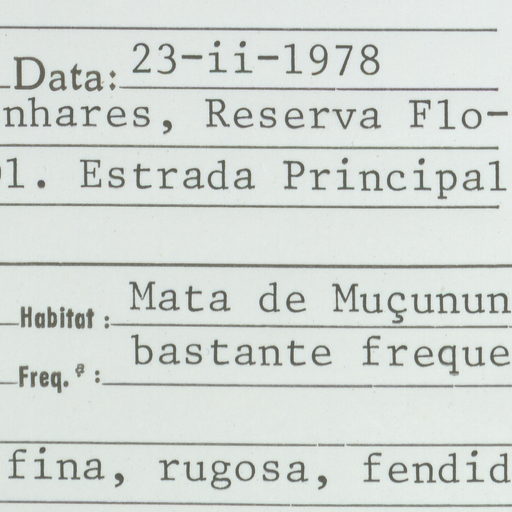 Data: 23-ii-1978
nhares, Reserva Flo-
l. Estrada Principal
Habitat: Mata de Muçunun
Freq.ª: bastante freque
fina, rugosa, fendid